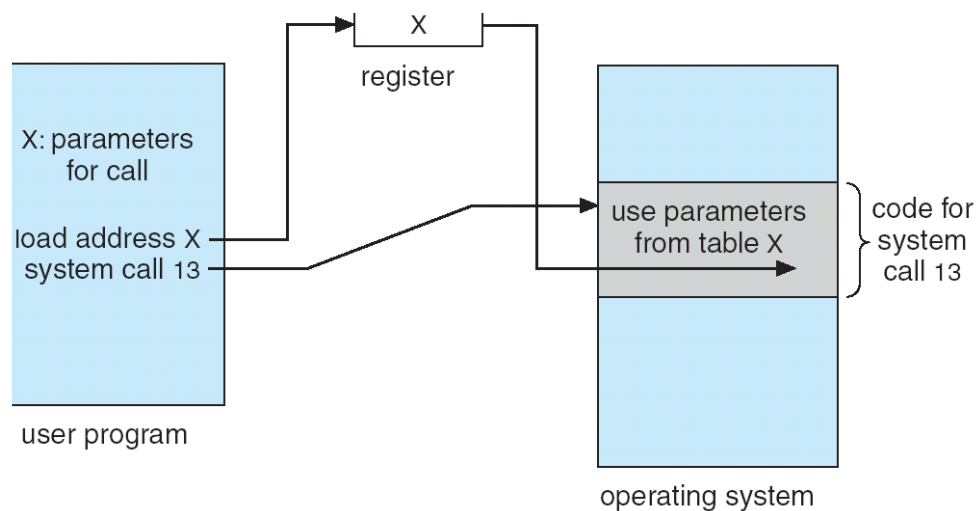 X
register
X: parameters
for call
load address X
system call 13
user program
use parameters
from table X
code for
system
call 13
operating system